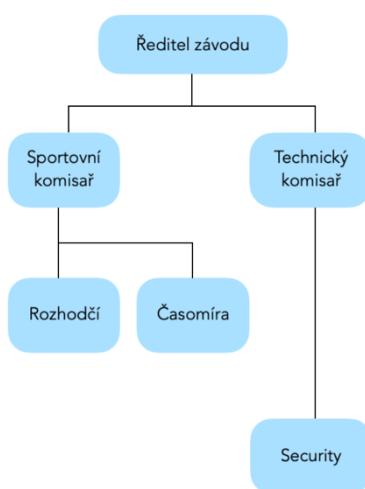 Ředitel závodu
Sportovní
komisař
Technický
komisař
Rozhodčí
Časomíra
Security